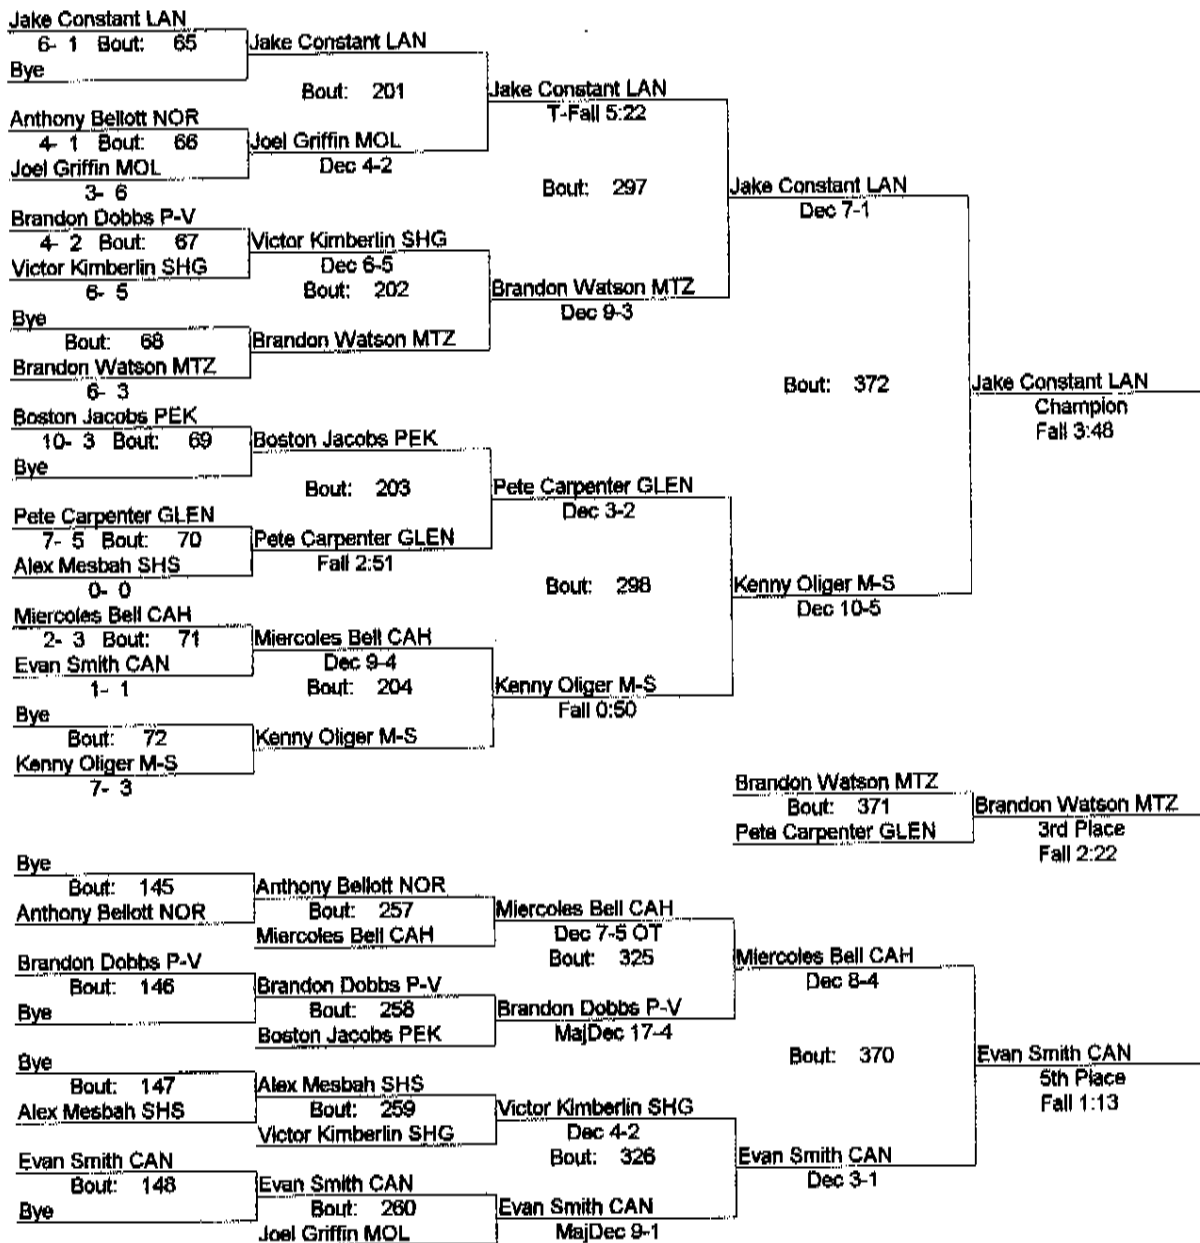 Jake Constant LAN
6- 1 Bout: 65
Bye
Jake Constant LAN
Bout: 201
Anthony Bellott NOR
4- 1 Bout: 66
Joel Griffin MOL
3- 6
Joel Griffin MOL
Dec 4-2
Jake Constant LAN
T-Fall 5:22
Bout: 297
Brandon Dobbs P-V
4- 2 Bout: 67
Victor Kimberlin SHG
6- 5
Victor Kimberlin SHG
Dec 6-5
Bout: 202
Bye
Bout: 68
Brandon Watson MTZ
6- 3
Brandon Watson MTZ
Brandon Watson MTZ
Dec 9-3
Jake Constant LAN
Dec 7-1
Bout: 372
Jake Constant LAN
Champion
Fall 3:48
Boston Jacobs PEK
10- 3 Bout: 69
Bye
Boston Jacobs PEK
Bout: 203
Pete Carpenter GLEN
7- 5 Bout: 70
Alex Mesbah SHS
0- 0
Pete Carpenter GLEN
Fall 2:51
Pete Carpenter GLEN
Dec 3-2
Bout: 298
Miercoles Bell CAH
2- 3 Bout: 71
Evan Smith CAN
1- 1
Miercoles Bell CAH
Dec 9-4
Bout: 204
Bye
Bout: 72
Kenny Oliger M-S
7- 3
Kenny Oliger M-S
Kenny Oliger M-S
Fall 0:50
Kenny Oliger M-S
Dec 10-5
Brandon Watson MTZ
Bout: 371
Pete Carpenter GLEN
Brandon Watson MTZ
3rd Place
Fall 2:22
Bye
Bout: 145
Anthony Bellott NOR
Anthony Bellott NOR
Bout: 257
Miercoles Bell CAH
Miercoles Bell CAH
Dec 7-5 OT
Bout: 325
Brandon Dobbs P-V
Bout: 146
Bye
Brandon Dobbs P-V
Bout: 258
Boston Jacobs PEK
Brandon Dobbs P-V
MajDec 17-4
Miercoles Bell CAH
Dec 8-4
Bout: 370
Bye
Bout: 147
Alex Mesbah SHS
Alex Mesbah SHS
Bout: 259
Victor Kimberlin SHG
Victor Kimberlin SHG
Dec 4-2
Bout: 326
Evan Smith CAN
Bout: 148
Bye
Evan Smith CAN
Bout: 260
Joel Griffin MOL
Evan Smith CAN
MajDec 9-1
Evan Smith CAN
Dec 3-1
Evan Smith CAN
5th Place
Fall 1:13